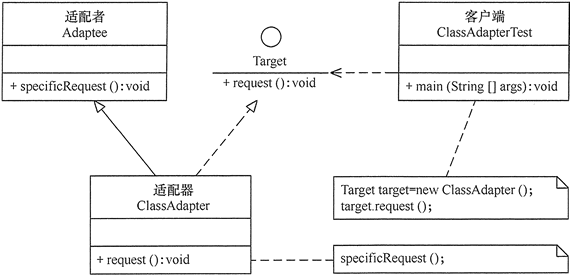 适配者
Adaptee
+ specificRequest ():void
Target
+ request ():void
客户端
ClassAdapterTest
+ main (String [] args):void
适配器
ClassAdapter
+ request ():void
Target target=new ClassAdapter ();
target.request ();
specificRequest ();